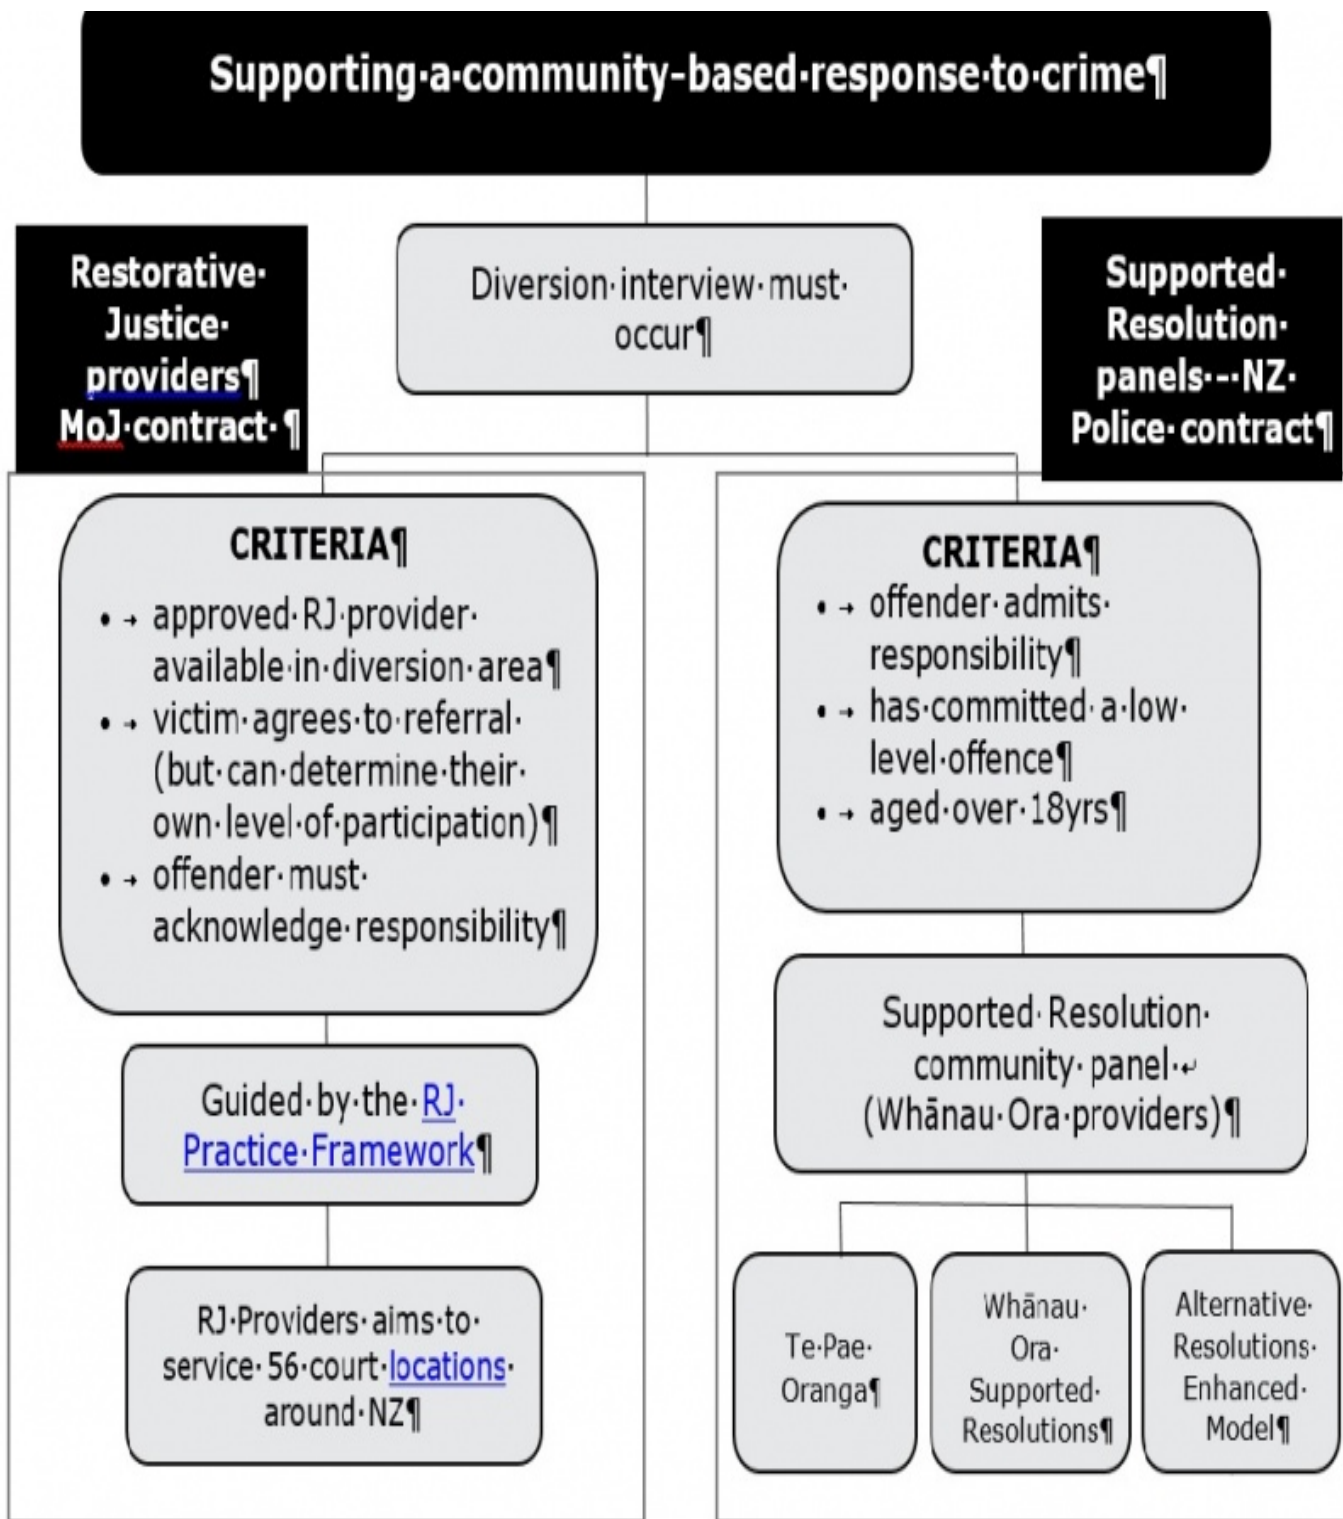 Supporting·a·community-based·response·to·crime¶
Restorative·
Justice·
providers¶
MoJ·contract·¶
Diversion·interview·must·
occur¶
Supported·
Resolution·
panels·-·NZ·
Police·contract¶
CRITERIA¶
•→approved·RJ·provider·
available·in·diversion·area¶
•→victim·agrees·to·referral·
(but·can·determine·their·
own·level·of·participation)¶
•→offender·must·
acknowledge·responsibility¶
Guided·by·the·RJ·
Practice·Framework¶
RJ·Providers·aims·to·
service·56·court·locations·
around·NZ¶
CRITERIA¶
•→offender·admits·
responsibility¶
•→has·committed·a·low·
level·offence¶
•→aged·over·18yrs¶
Supported·Resolution·
community·panel·↵
(Whānau·Ora·providers)¶
Te·Pae·
Oranga¶
Whānau·
Ora·
Supported·
Resolutions¶
Alternative·
Resolutions·
Enhanced·
Model¶